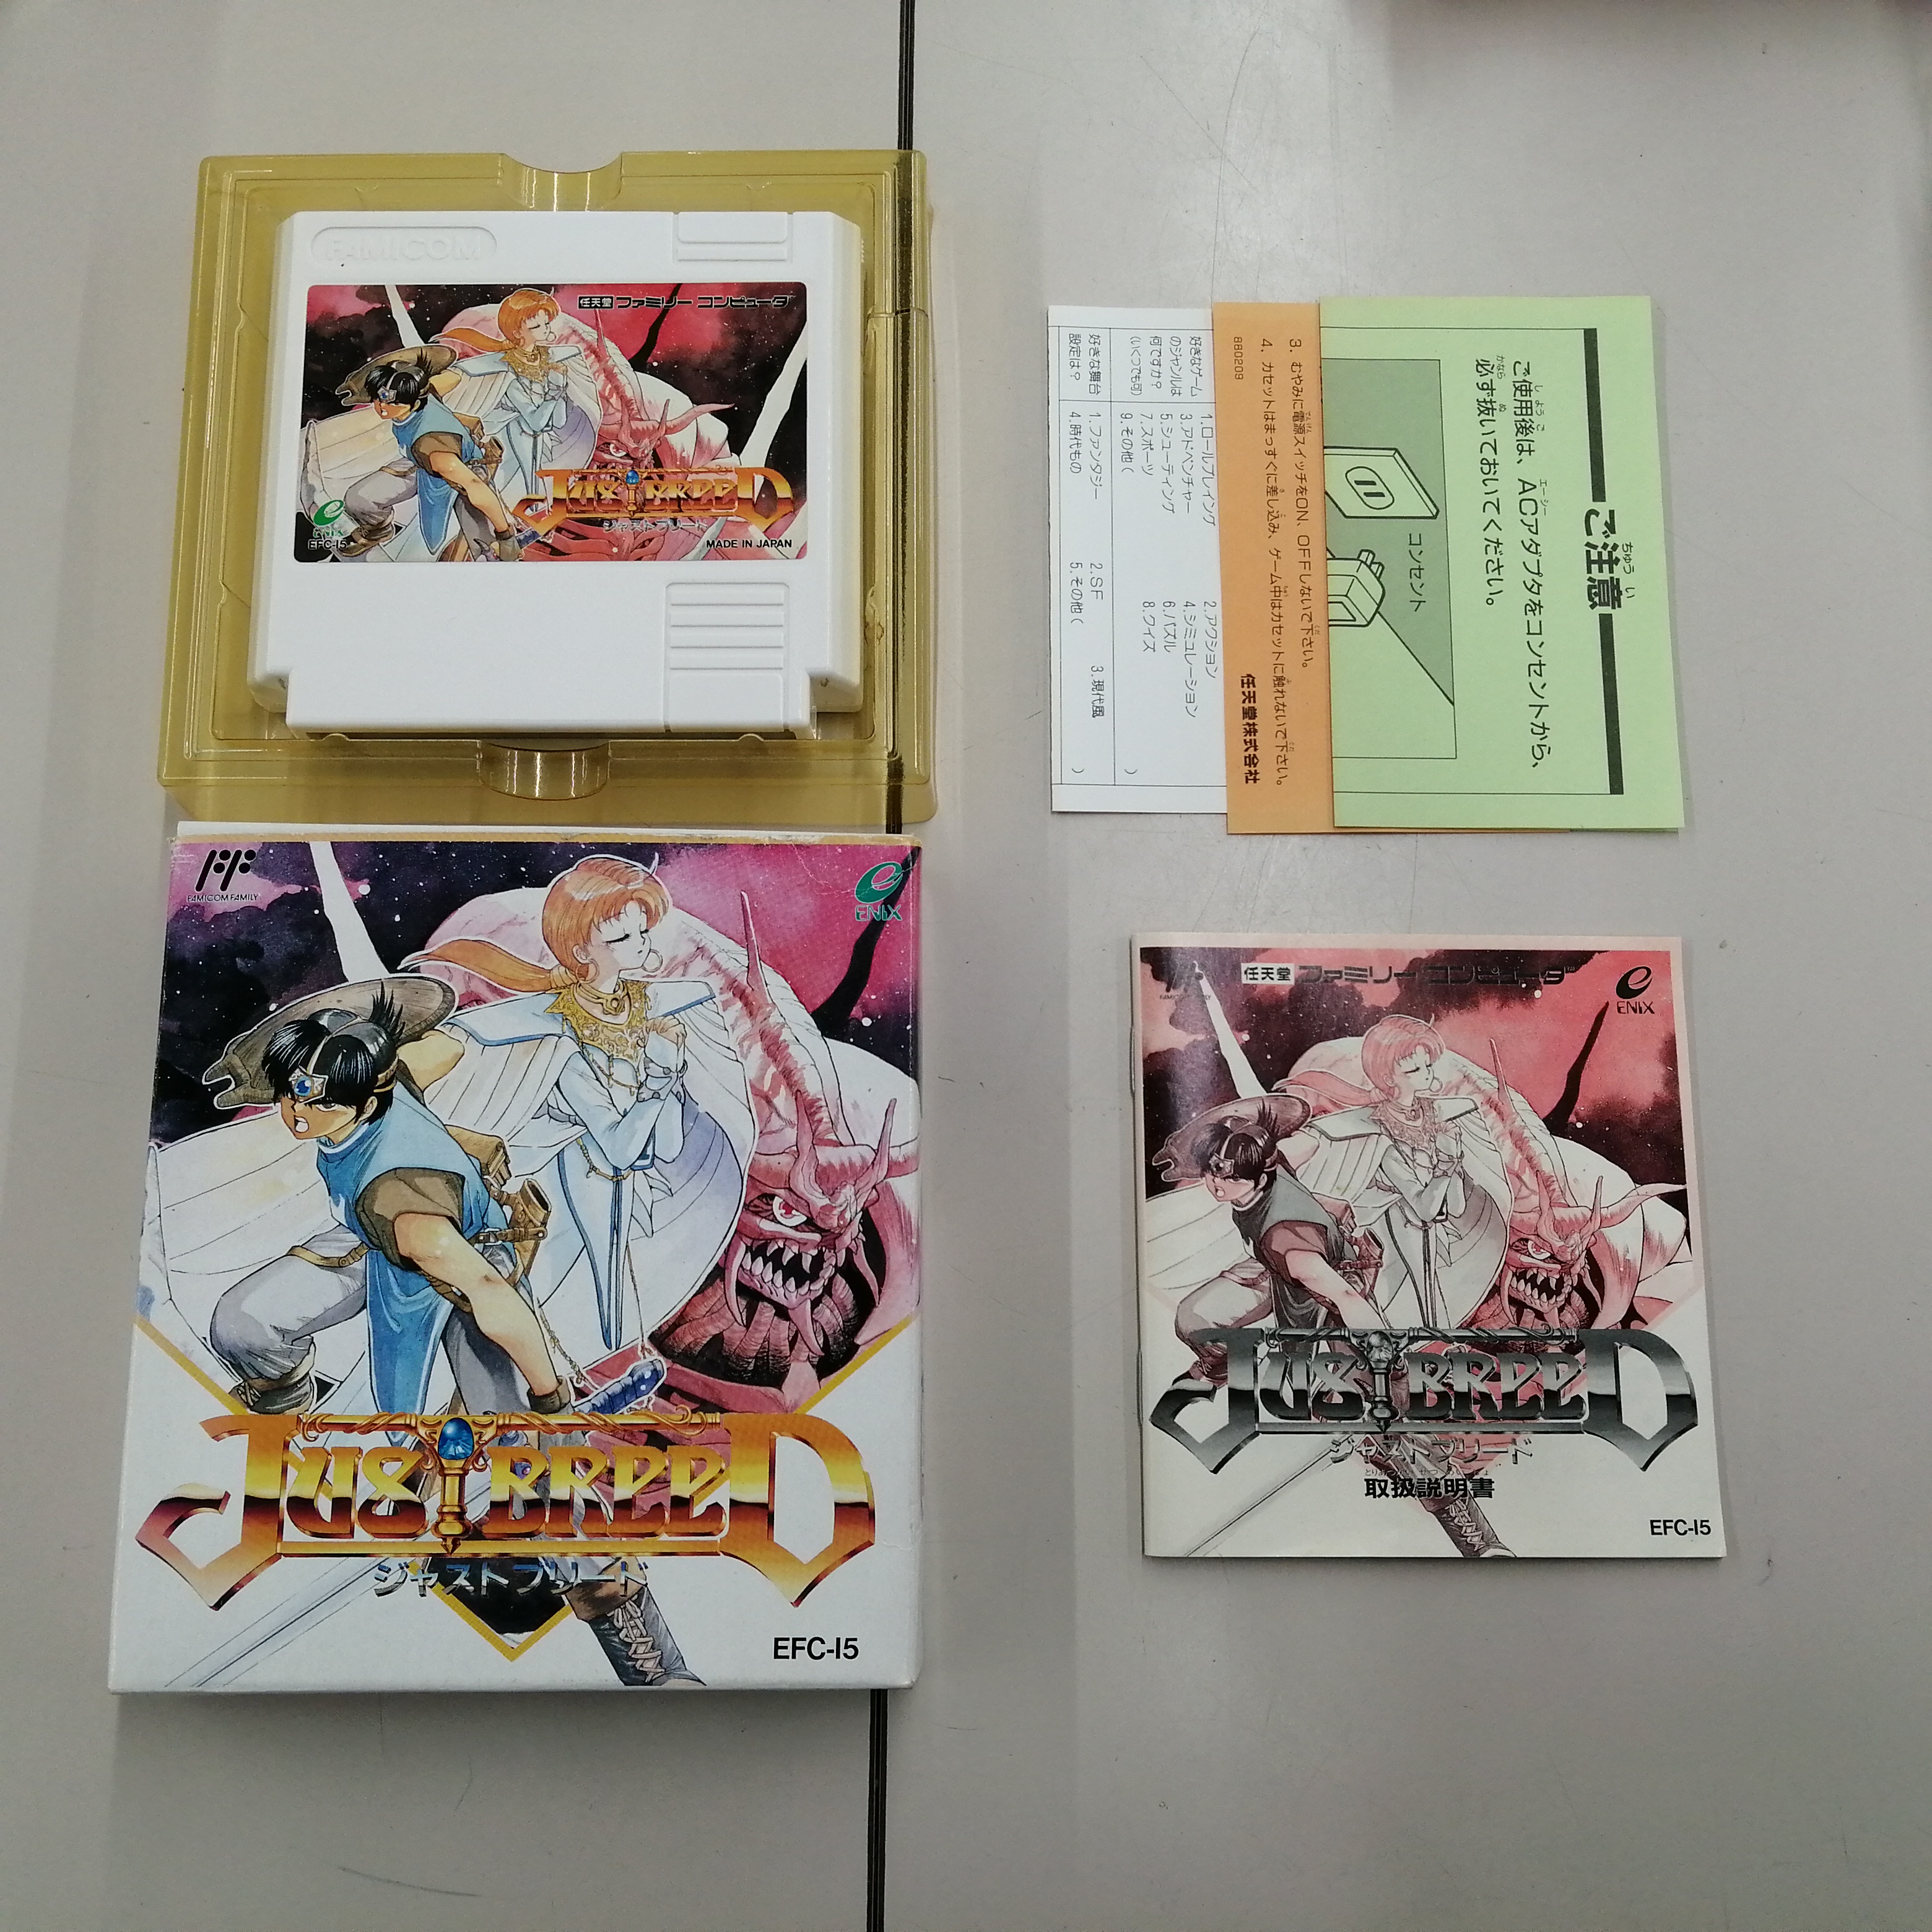 FAMICOM
任天堂 ファミリー コンピュータ
JUST BREED
ジャストブリード
EFC-I5
MADE IN JAPAN
FAMICOM FAMILY
ENIX
JUST BREED
ジャストブリード
EFC-I5
好きなゲーム
のジャンルは
何ですか?
(いくつでも可)
1.ロールプレイング 2.アクション
3.アドベンチャー 4.シミュレーション
5.シューティング 6.パズル
7.スポーツ 8.クイズ
9.その他( )
好きな舞台
設定は?
1.ファンタジー 2.SF 3.現代風
4.時代もの 5.その他( )
3. むやみに電源スイッチをON、OFFしないで下さい。
4. カセットはまっすぐに差し込み、ゲーム中はカセットに触れないで下さい。
880209
任天堂株式会社
ご注意
ご使用後は、ACアダプタをコンセントから、
必ず抜いておいてください。
コンセント
任天堂 ファミリー コンピュータ
ENIX
JUST BREED
ジャストブリード
取扱説明書
EFC-I5